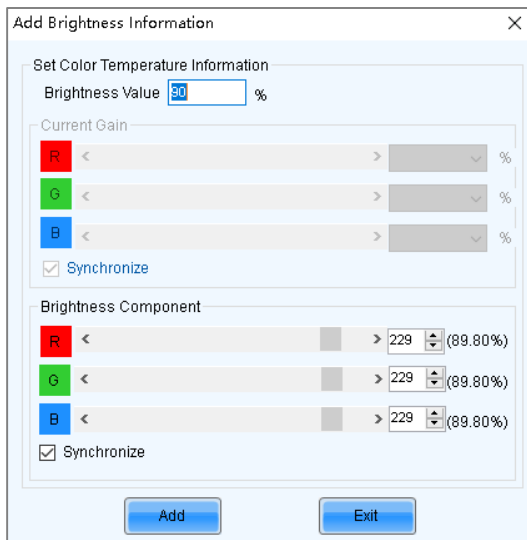 Add Brightness Information
Set Color Temperature Information
Brightness Value 90 %
Current Gain
R %
G %
B %
Synchronize
Brightness Component
R 229 (89.80%)
G 229 (89.80%)
B 229 (89.80%)
Synchronize
Add Exit